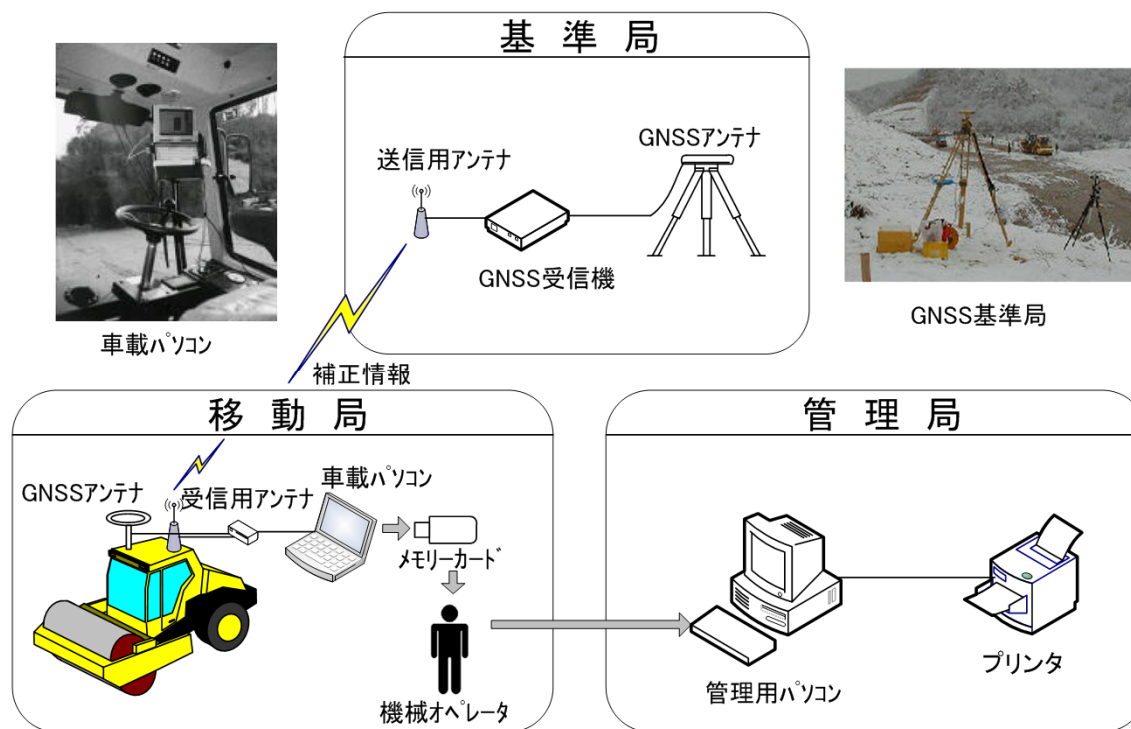 基準局
送信用アンテナ
GNSSアンテナ
GNSS受信機
車載パソコン
GNSS基準局
補正情報
移動局
GNSSアンテナ
受信用アンテナ
車載パソコン
メモリーカード
機械オペレータ
管理局
管理用パソコン
プリンタ